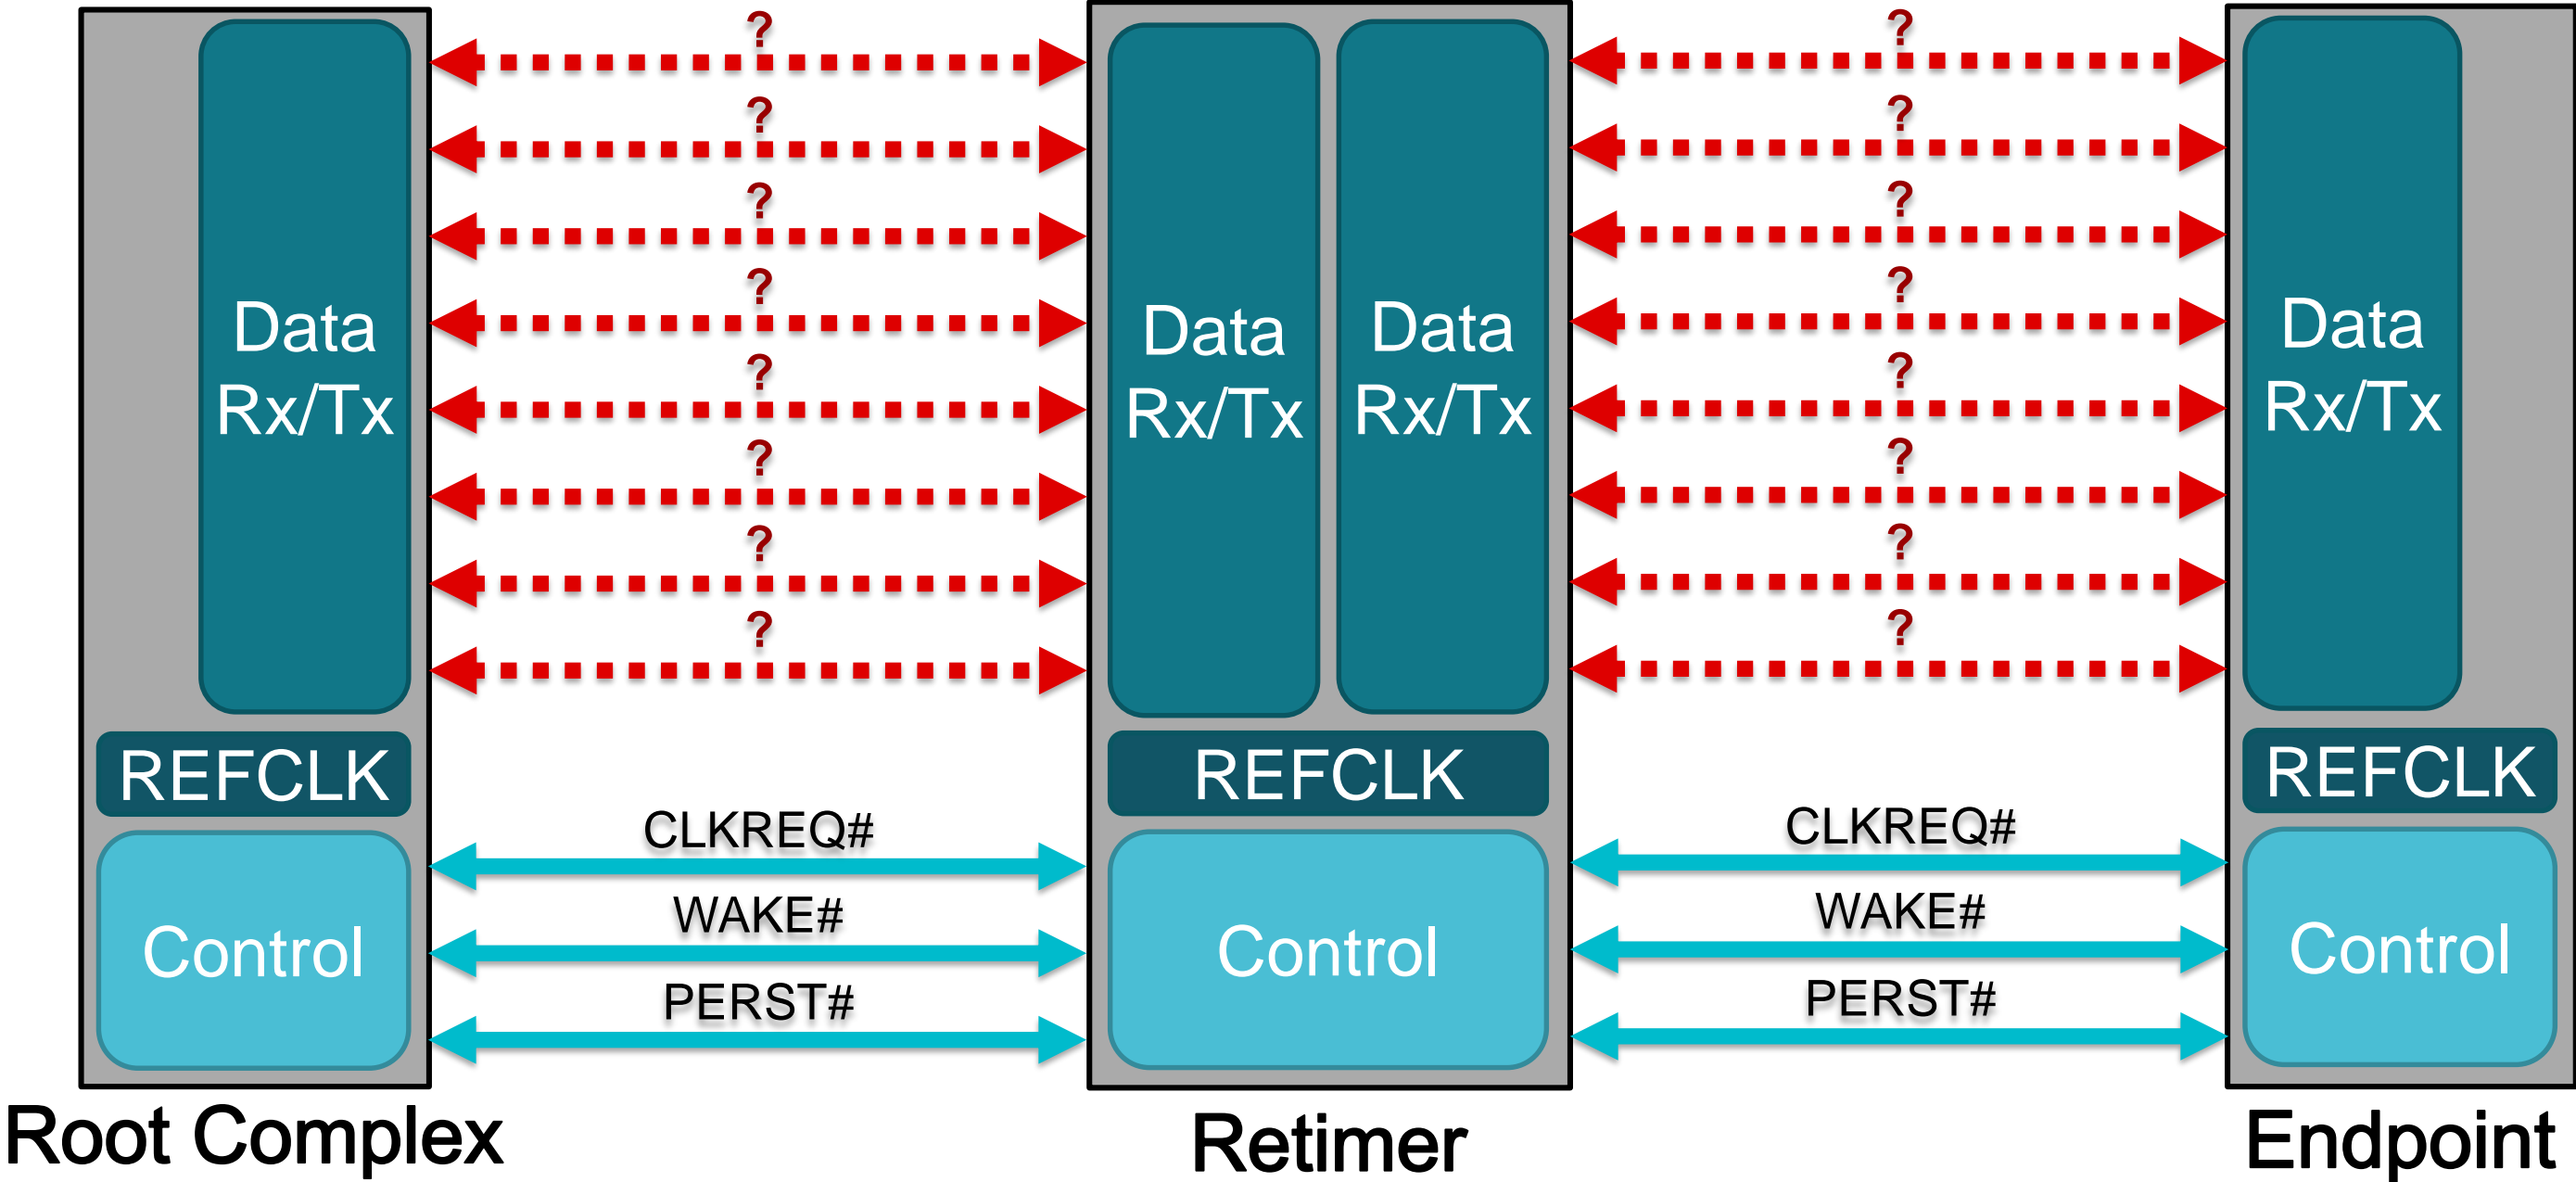 ?
?
?
?
?
?
?
?
Data
Rx/Tx
REFCLK
Control
Root Complex
CLKREQ#
WAKE#
PERST#
Data
Rx/Tx
Data
Rx/Tx
REFCLK
Control
Retimer
?
?
?
?
?
?
?
?
CLKREQ#
WAKE#
PERST#
Data
Rx/Tx
REFCLK
Control
Endpoint